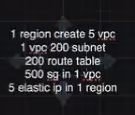 1 region create 5 vpc
1 vpc 200 subnet
200 route table
500 sg in 1 vpc
5 elastic ip in 1 region